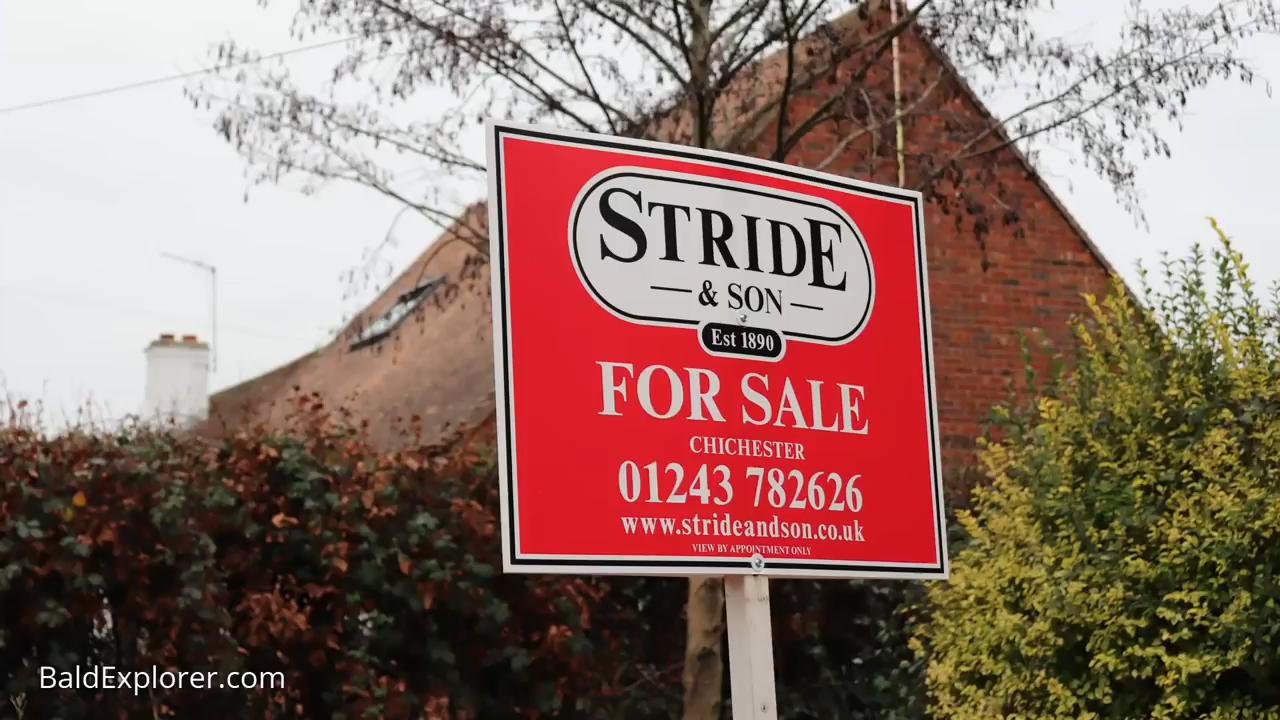 STRIDE
& SON
Est 1890
FOR SALE
CHICHESTER
01243 782626
www.strideandson.co.uk
VIEW BY APPOINTMENT ONLY
BaldExplorer.com